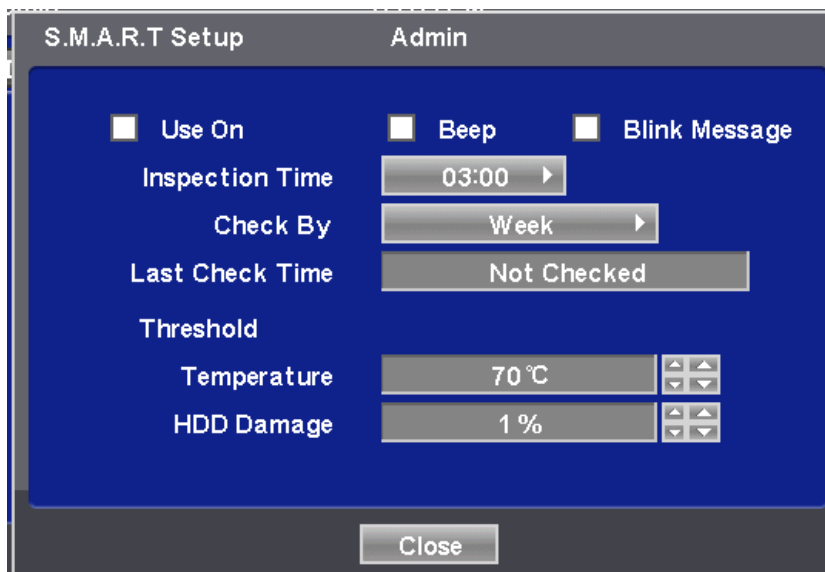 S.M.A.R.T Setup Admin
Use On Beep Blink Message
Inspection Time 03:00
Check By Week
Last Check Time Not Checked
Threshold
Temperature 70℃
HDD Damage 1%
Close